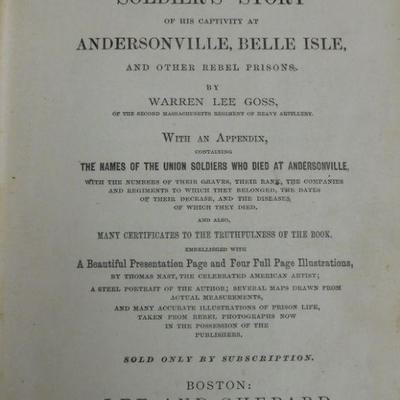 SOLDIER'S STORY
OF HIS CAPTIVITY AT
ANDERSONVILLE, BELLE ISLE,
AND OTHER REBEL PRISONS.
BY
WARREN LEE GOSS,
OF THE SECOND MASSACHUSETTS REGIMENT OF HEAVY ARTILLERY.
WITH AN APPENDIX,
CONTAINING
THE NAMES OF THE UNION SOLDIERS WHO DIED AT ANDERSONVILLE,
WITH THE NUMBERS OF THEIR GRAVES, THEIR RANK, THE COMPANIES
AND REGIMENTS TO WHICH THEY BELONGED, THE DATES
OF THEIR DECEASE, AND THE DISEASES
OF WHICH THEY DIED.
AND ALSO,
MANY CERTIFICATES TO THE TRUTHFULNESS OF THE BOOK.
EMBELLISHED WITH
A Beautiful Presentation Page and Four Full Page Illustrations,
BY THOMAS NAST, THE CELEBRATED AMERICAN ARTIST;
A STEEL PORTRAIT OF THE AUTHOR; SEVERAL MAPS DRAWN FROM
ACTUAL MEASUREMENTS,
AND MANY ACCURATE ILLUSTRATIONS OF PRISON LIFE,
TAKEN FROM REBEL PHOTOGRAPHS NOW
IN THE POSSESSION OF THE
PUBLISHERS.
SOLD ONLY BY SUBSCRIPTION.
BOSTON:
LEE AND SHEPARD